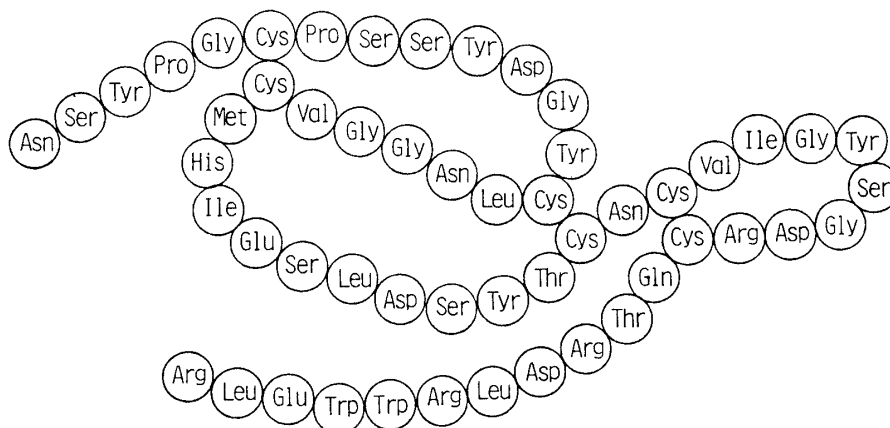 Asn Ser Tyr Pro Gly Cys Pro Ser Ser Tyr Asp Gly Tyr
Cys Leu Asn Gly Gly Val Cys
Met His Ile Glu Ser Leu Asp Ser Tyr Thr
Cys Asn Cys Val Ile Gly Tyr Ser
Gly Asp Arg Cys
Gln Thr Arg Asp Leu Arg Trp Trp Glu Leu Arg